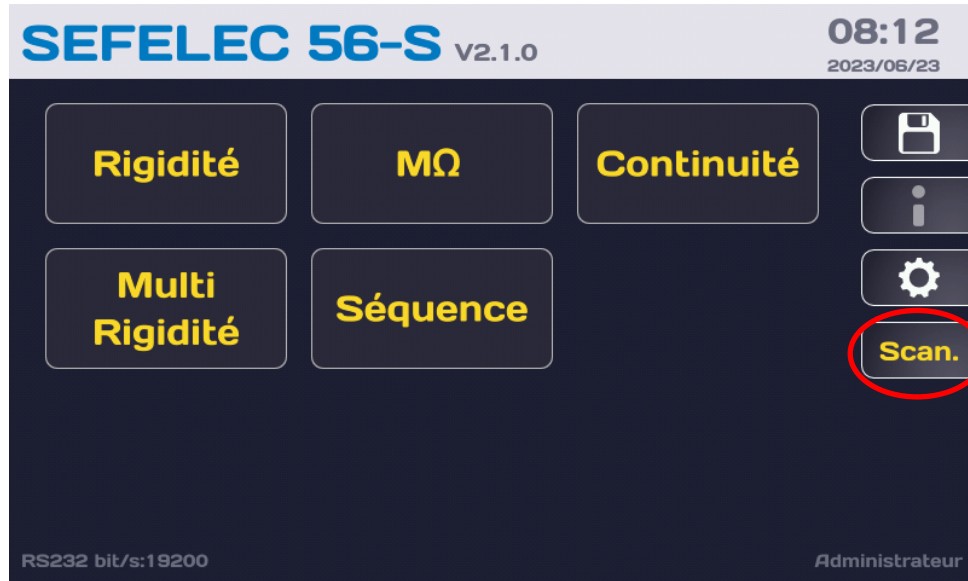 SEFELEC 56-S V2.1.0
08:12
2023/06/23
Rigidité
MΩ
Continuité
Multi
Rigidité
Séquence
Scan.
RS232 bit/s:19200
Administrateur